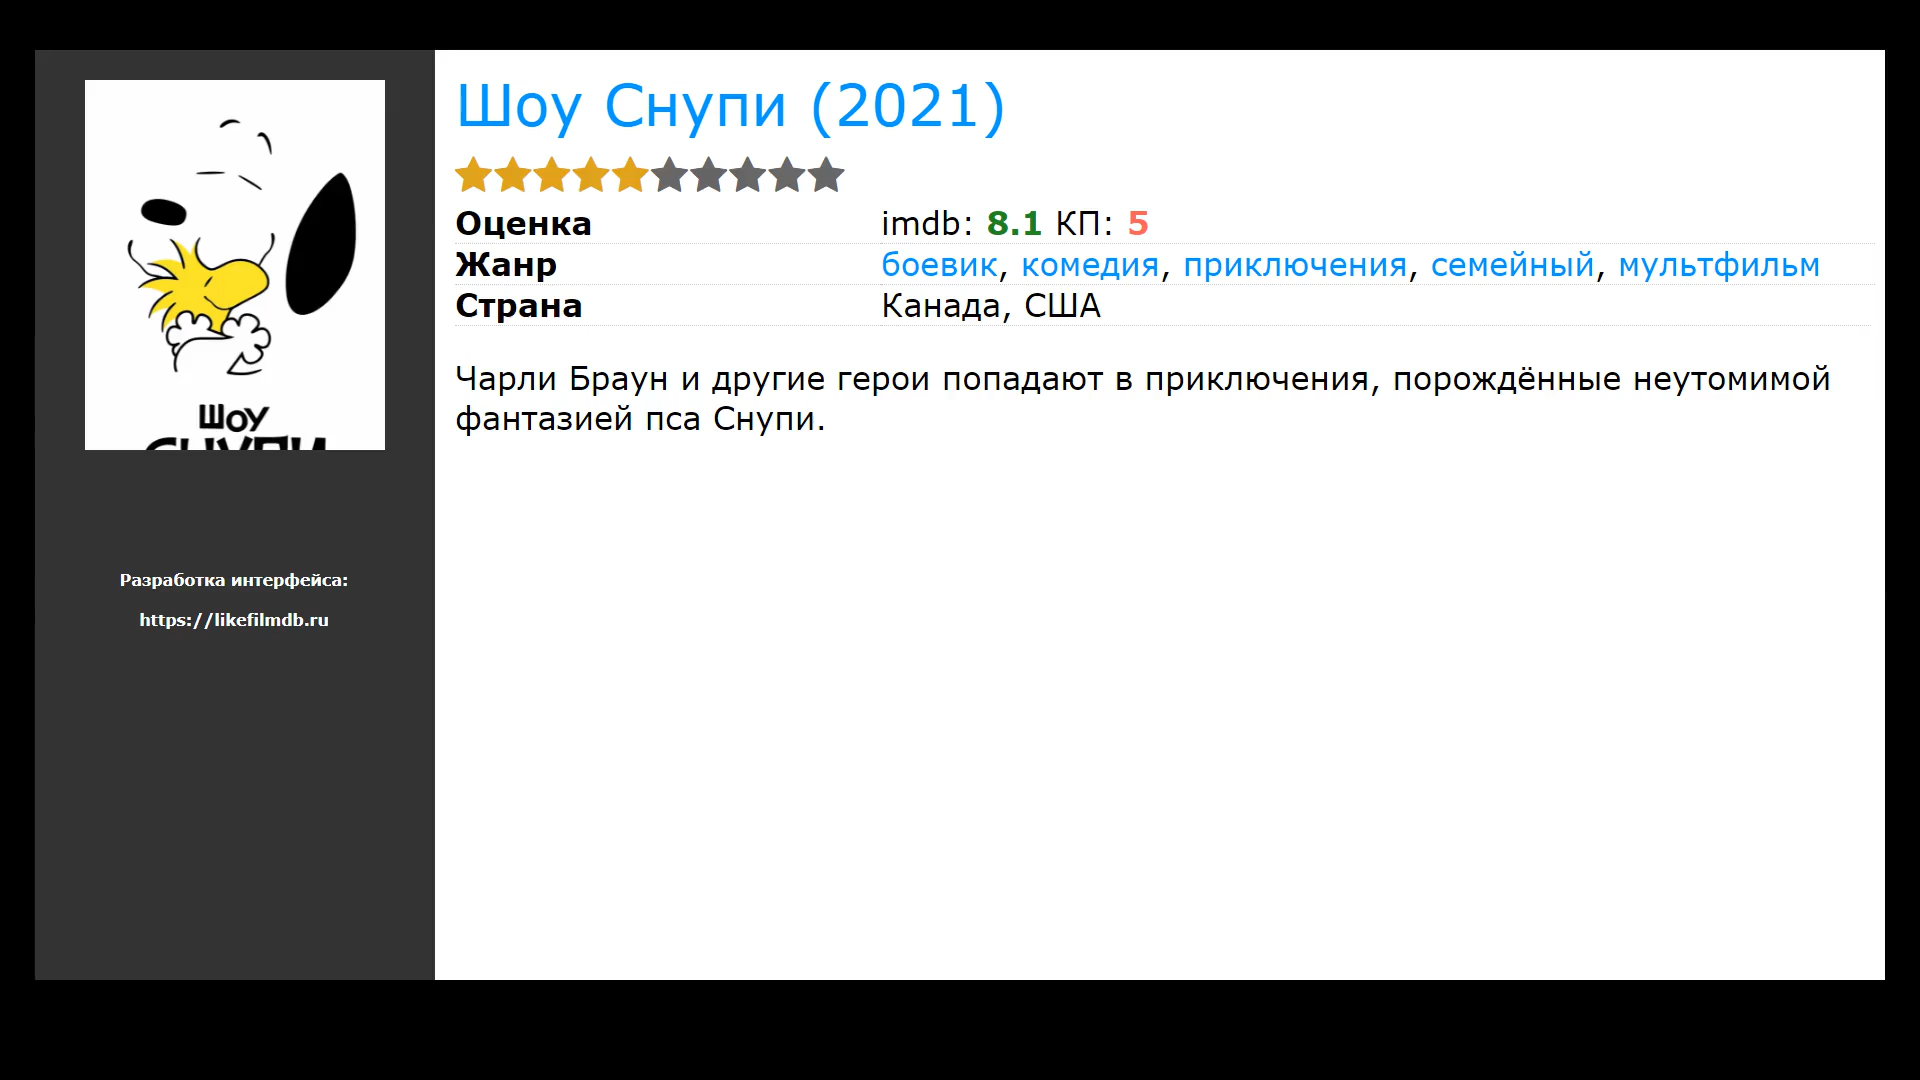 Шоу Снупи (2021)
Оценка imdb: 8.1 КП: 5
Жанр боевик, комедия, приключения, семейный, мультфильм
Страна Канада, США
Чарли Браун и другие герои попадают в приключения, порождённые неутомимой
фантазией пса Снупи.
Шоу
СНУПИ
Разработка интерфейса:
https://likefilmdb.ru